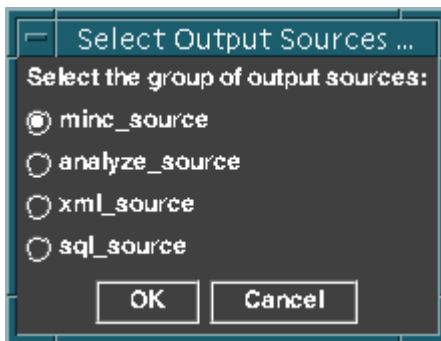 Select Output Sources ...
Select the group of output sources:
minc_source
analyze_source
xml_source
sql_source
OK Cancel